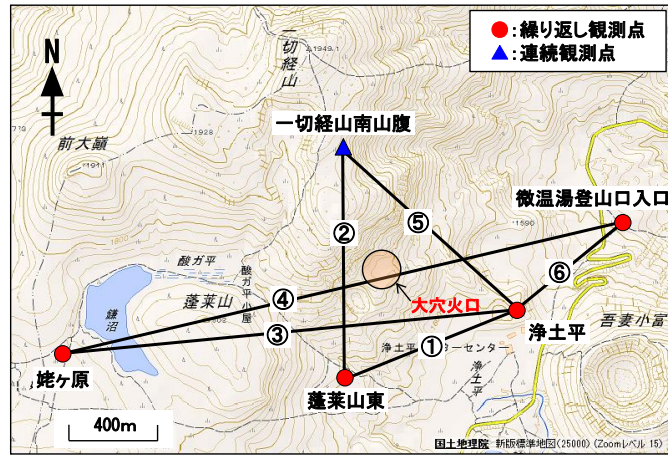 ●:繰り返し観測点
▲:連続観測点
N
一切経山
1949.1
一切経山南山腹
前大巓
1928
1911
微温湯登山口入口
1590
②
⑤
⑥
酸ガ平
酸ガ平小屋
蓬莱山
鎌沼
④
大穴火口
③
①
浄土平
吾妻小富
姥ヶ原
浄土平
ーセンター
浄土平
蓬莱山東
400m
国土地理院 新版標準地図(25000) (Zoomレベル 15)